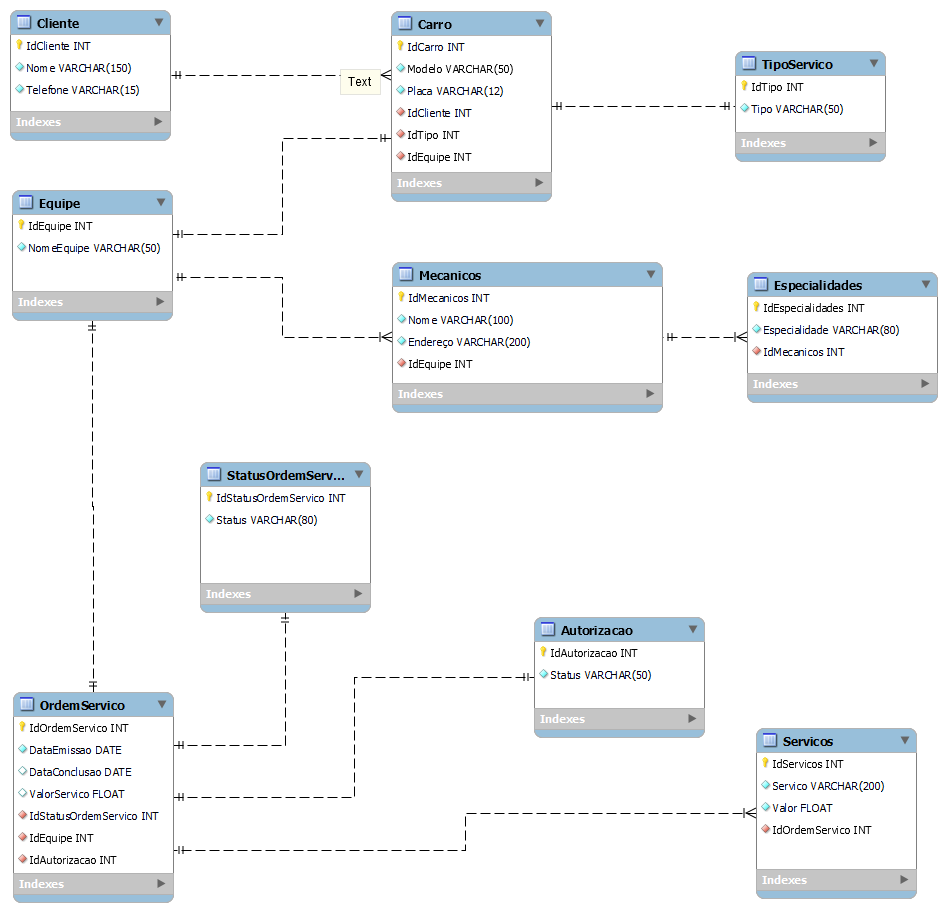 Cliente
IdCliente INT
Nome VARCHAR(150)
Telefone VARCHAR(15)
Indexes
Text
Carro
IdCarro INT
Modelo VARCHAR(50)
Placa VARCHAR(12)
IdCliente INT
IdTipo INT
IdEquipe INT
Indexes
TipoServico
IdTipo INT
Tipo VARCHAR(50)
Indexes
Equipe
IdEquipe INT
NomeEquipe VARCHAR(50)
Indexes
Mecanicos
IdMecanicos INT
Nome VARCHAR(100)
Endereço VARCHAR(200)
IdEquipe INT
Indexes
Especialidades
IdEspecialidades INT
Especialidade VARCHAR(80)
IdMecanicos INT
Indexes
StatusOrdemServ...
IdStatusOrdemServico INT
Status VARCHAR(80)
Indexes
Autorizacao
IdAutorizacao INT
Status VARCHAR(50)
Indexes
OrdemServico
IdOrdemServico INT
DataEmissao DATE
DataConclusao DATE
ValorServico FLOAT
IdStatusOrdemServico INT
IdEquipe INT
IdAutorizacao INT
Indexes
Servicos
IdServicos INT
Servico VARCHAR(200)
Valor FLOAT
IdOrdemServico INT
Indexes